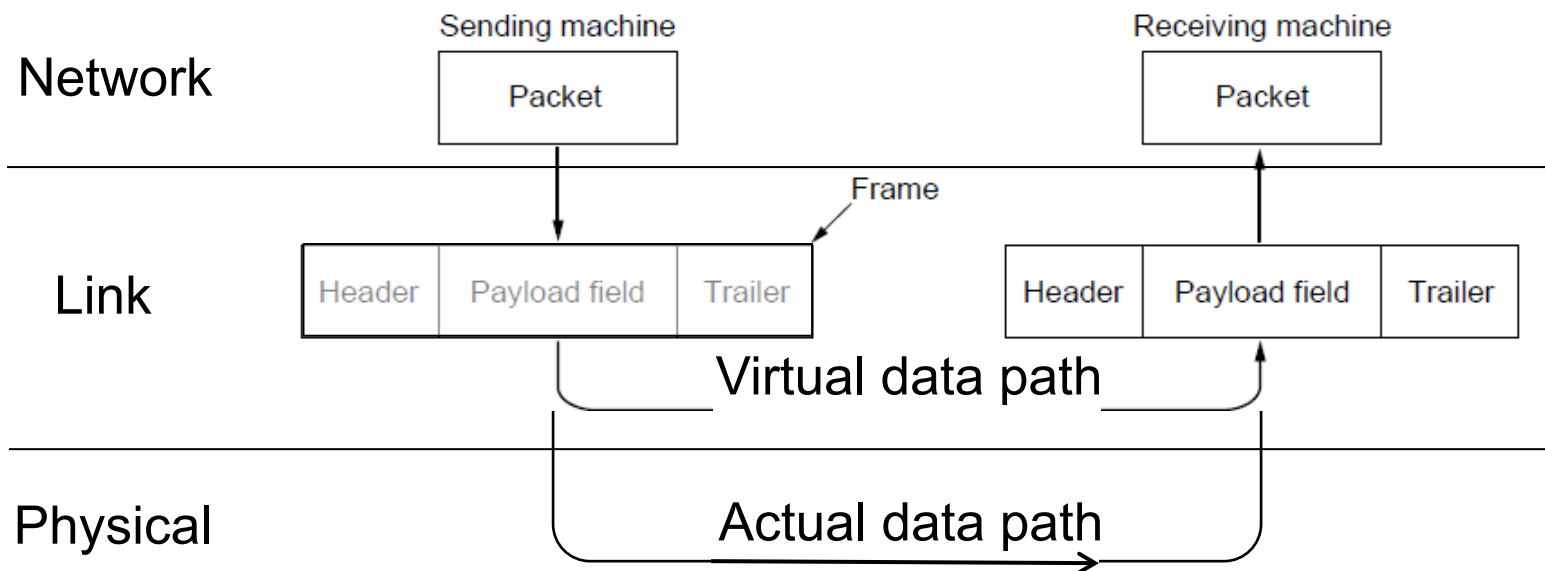 Sending machine
Receiving machine
Network
Packet
Packet
Frame
Link
Header
Payload field
Trailer
Header
Payload field
Trailer
Virtual data path
Physical
Actual data path